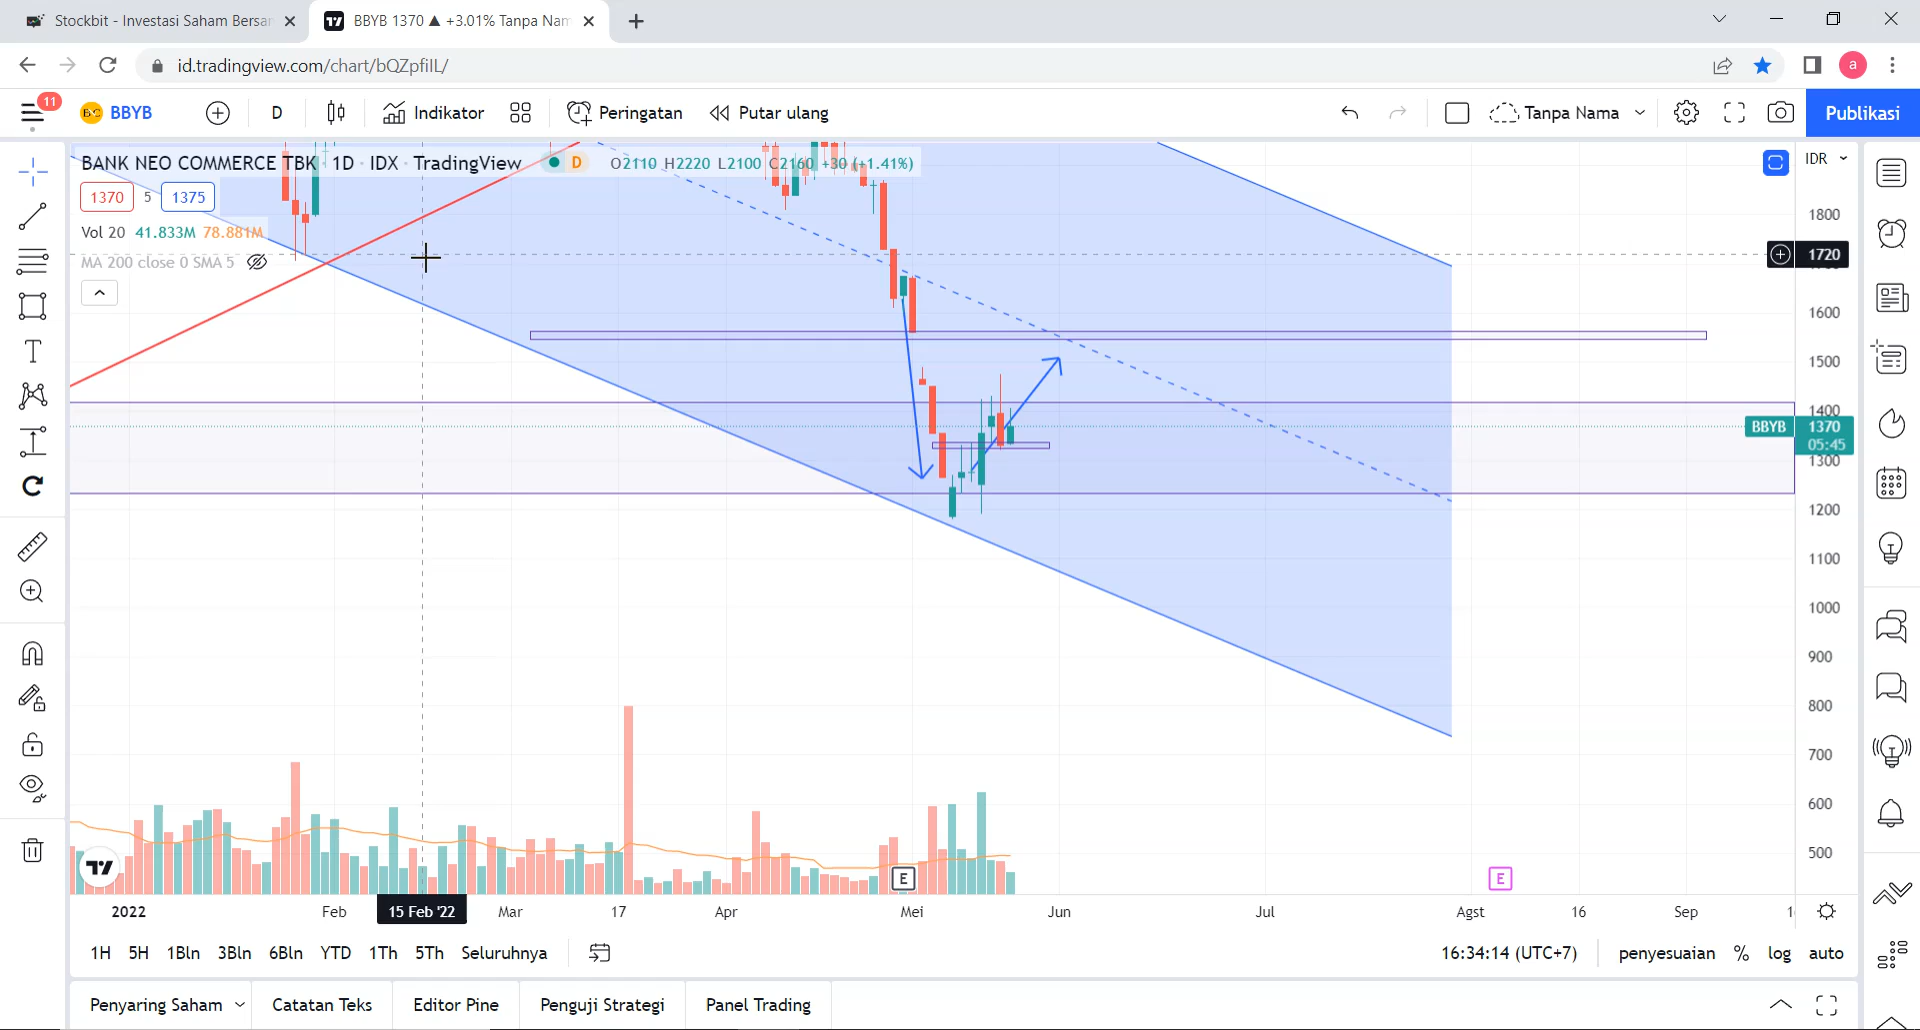 Stockbit - Investasi Saham Bersar
BBYB 1370 ▲ +3.01% Tanpa Nam
id.tradingview.com/chart/bQZpfilL/
a
11
BBYB
D
Indikator
Peringatan
Putar ulang
Tanpa Nama
Publikasi
BANK NEO COMMERCE TBK · 1D · IDX · TradingView
D
O2110 H2220 L2100 C2160 +30 (+1.41%)
IDR
1370
5
1375
Vol 20 41.833M 78.881M
MA 200 close 0 SMA 5
1800
1720
1600
1500
1400
BBYB 1370
05:45
1300
1200
1100
1000
900
800
700
600
500
E
E
2022
Feb
15 Feb '22
Mar
17
Apr
Mei
Jun
Jul
Agst
16
Sep
1H 5H 1Bln 3Bln 6Bln YTD 1Th 5Th Seluruhnya
16:34:14 (UTC+7)
penyesuaian % log auto
Penyaring Saham
Catatan Teks
Editor Pine
Penguji Strategi
Panel Trading